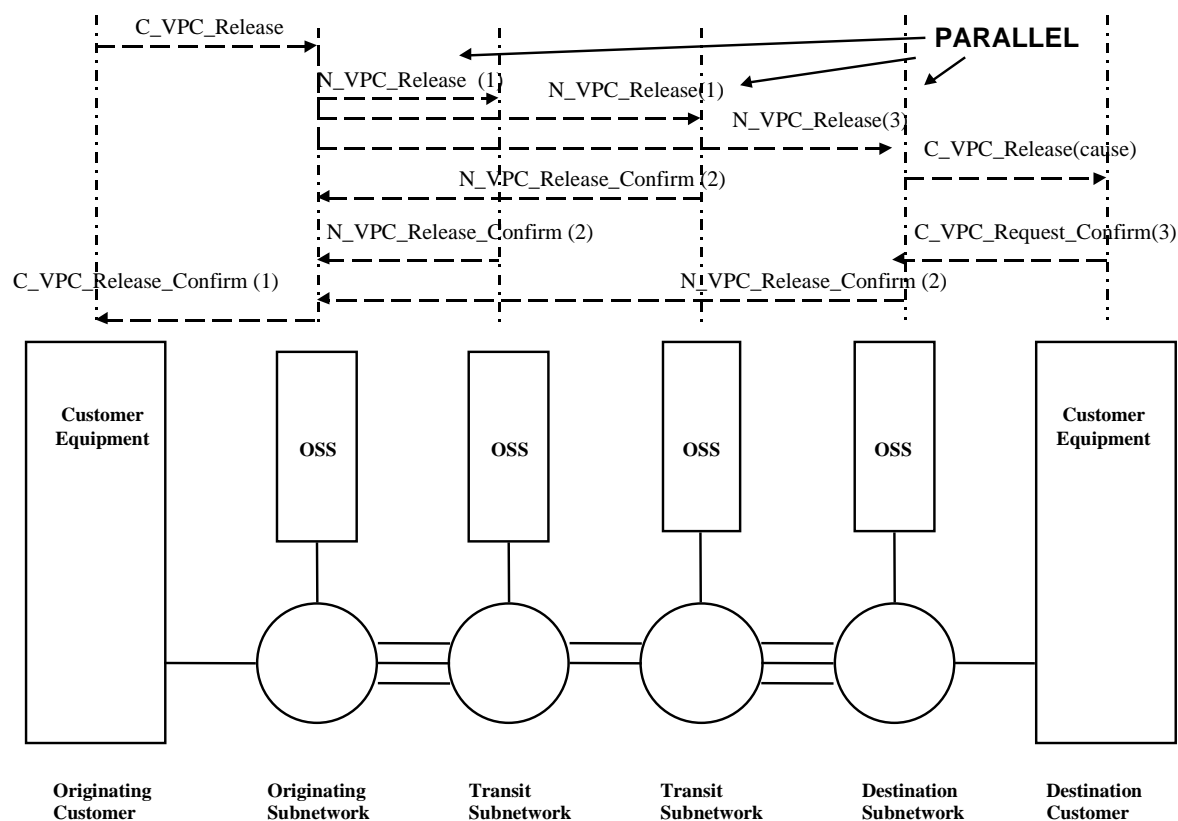 C_VPC_Release
PARALLEL
N_VPC_Release (1)
N_VPC_Release(1)
N_VPC_Release(3)
C_VPC_Release(cause)
N_VPC_Release_Confirm (2)
N_VPC_Release_Confirm (2)
C_VPC_Request_Confirm(3)
C_VPC_Release_Confirm (1)
N_VPC_Release_Confirm (2)
Customer
Equipment
OSS
OSS
OSS
OSS
Customer
Equipment
Originating
Customer
Originating
Subnetwork
Transit
Subnetwork
Transit
Subnetwork
Destination
Subnetwork
Destination
Customer